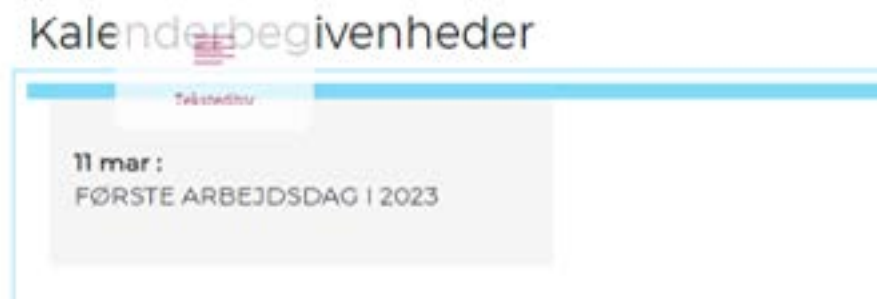 Kalenderbegivenheder
Teksteditor
11 mar :
FØRSTE ARBEJDSDAG I 2023